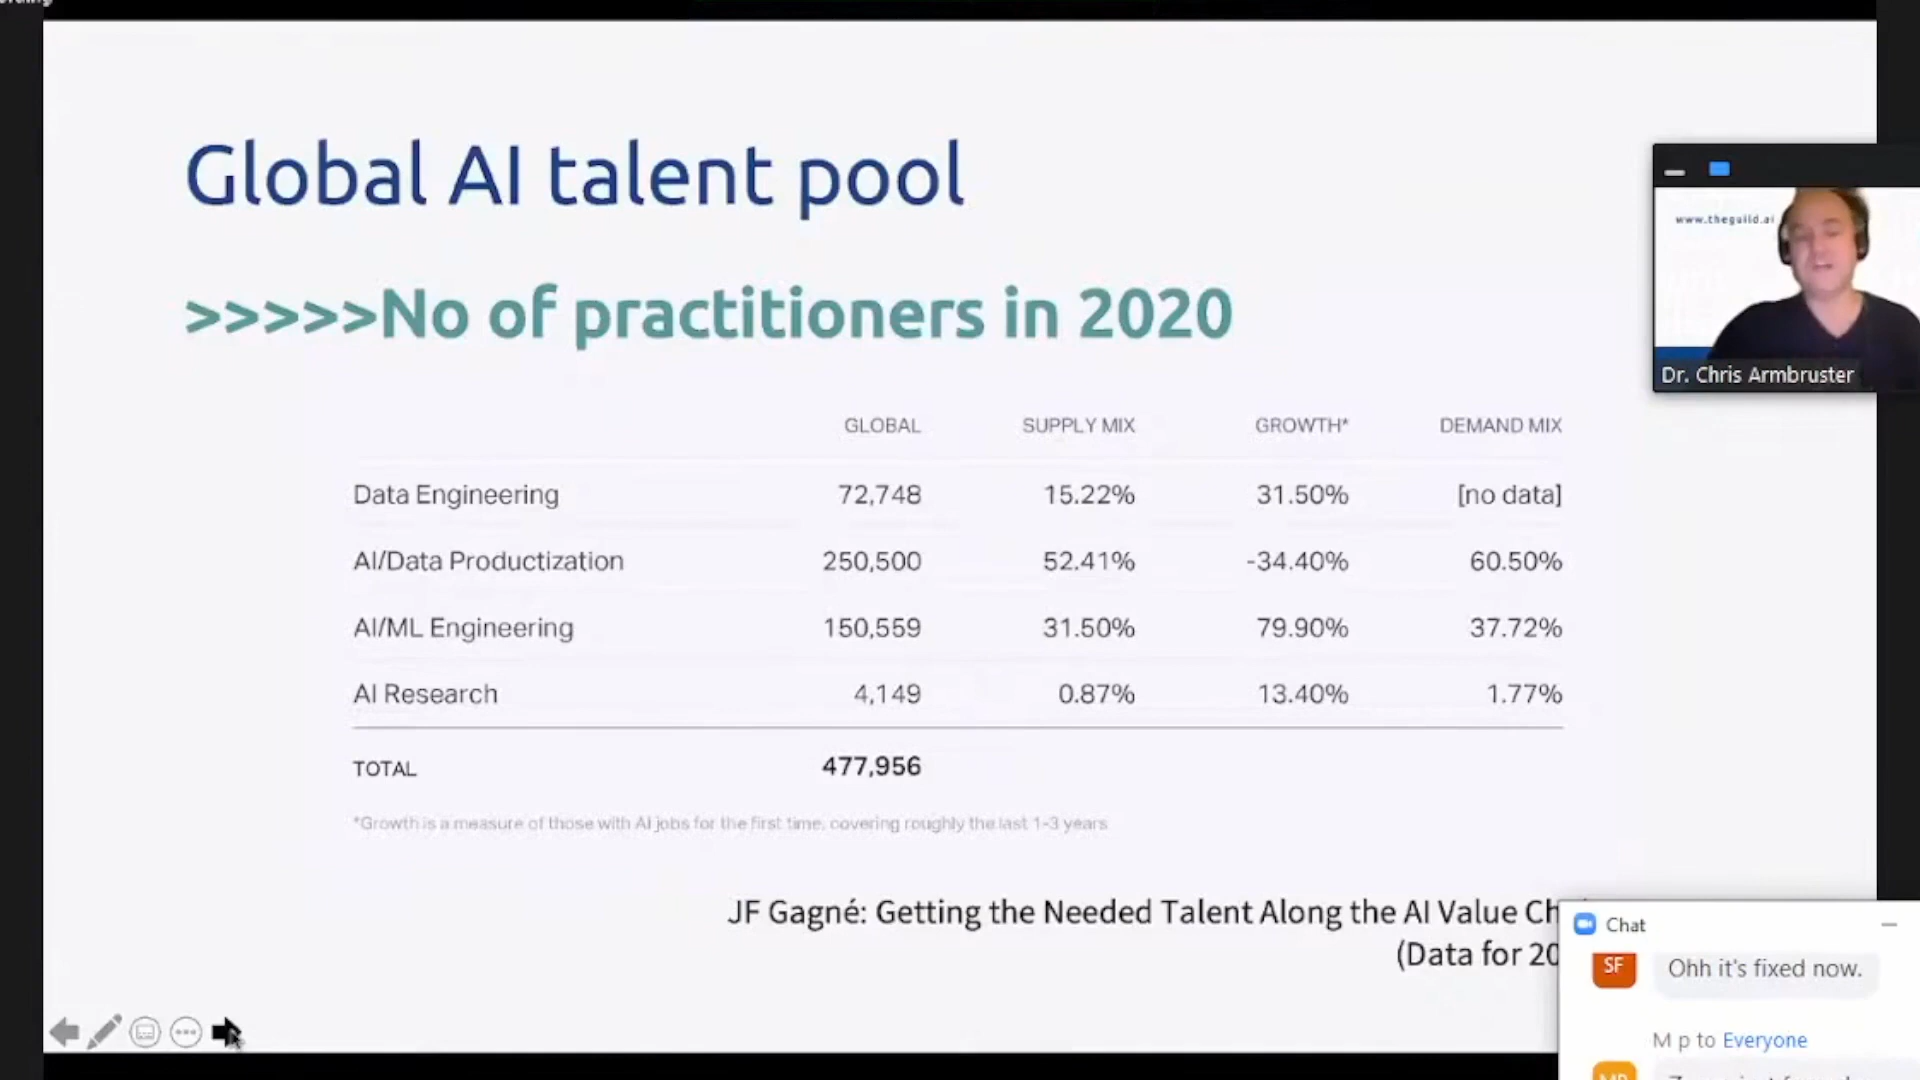 Global AI talent pool
>>>>>No of practitioners in 2020
GLOBAL SUPPLY MIX GROWTH* DEMAND MIX
Data Engineering 72,748 15.22% 31.50% [no data]
AI/Data Productization 250,500 52.41% -34.40% 60.50%
AI/ML Engineering 150,559 31.50% 79.90% 37.72%
AI Research 4,149 0.87% 13.40% 1.77%
TOTAL 477,956
*Growth is a measure of those with AI jobs for the first time, covering roughly the last 1-3 years
JF Gagné: Getting the Needed Talent Along the AI Value Ch
(Data for 20
www.theguild.ai
Dr. Chris Armbruster
Chat
SF
Ohh it's fixed now.
M p to Everyone